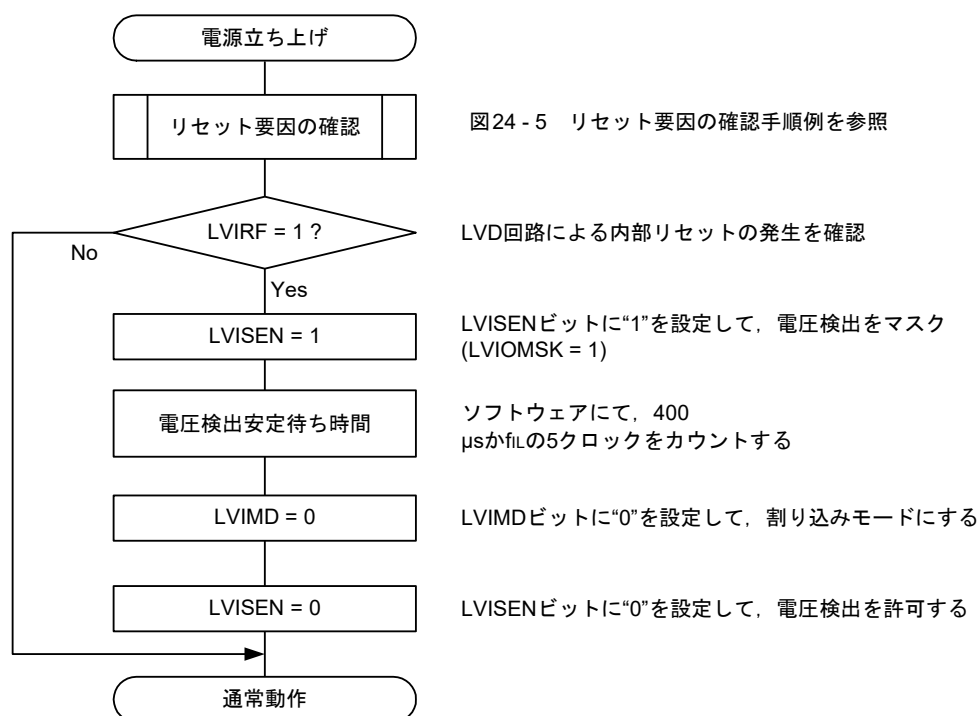 電源立ち上げ
リセット要因の確認
図24 - 5　リセット要因の確認手順例を参照
LVIRF = 1 ?
LVD回路による内部リセットの発生を確認
No
Yes
LVISEN = 1
LVISENビットに“1”を設定して，電圧検出をマスク
(LVIOMSK = 1)
電圧検出安定待ち時間
ソフトウェアにて，400
μsかfILの5クロックをカウントする
LVIMD = 0
LVIMDビットに“0”を設定して，割り込みモードにする
LVISEN = 0
LVISENビットに“0”を設定して，電圧検出を許可する
通常動作